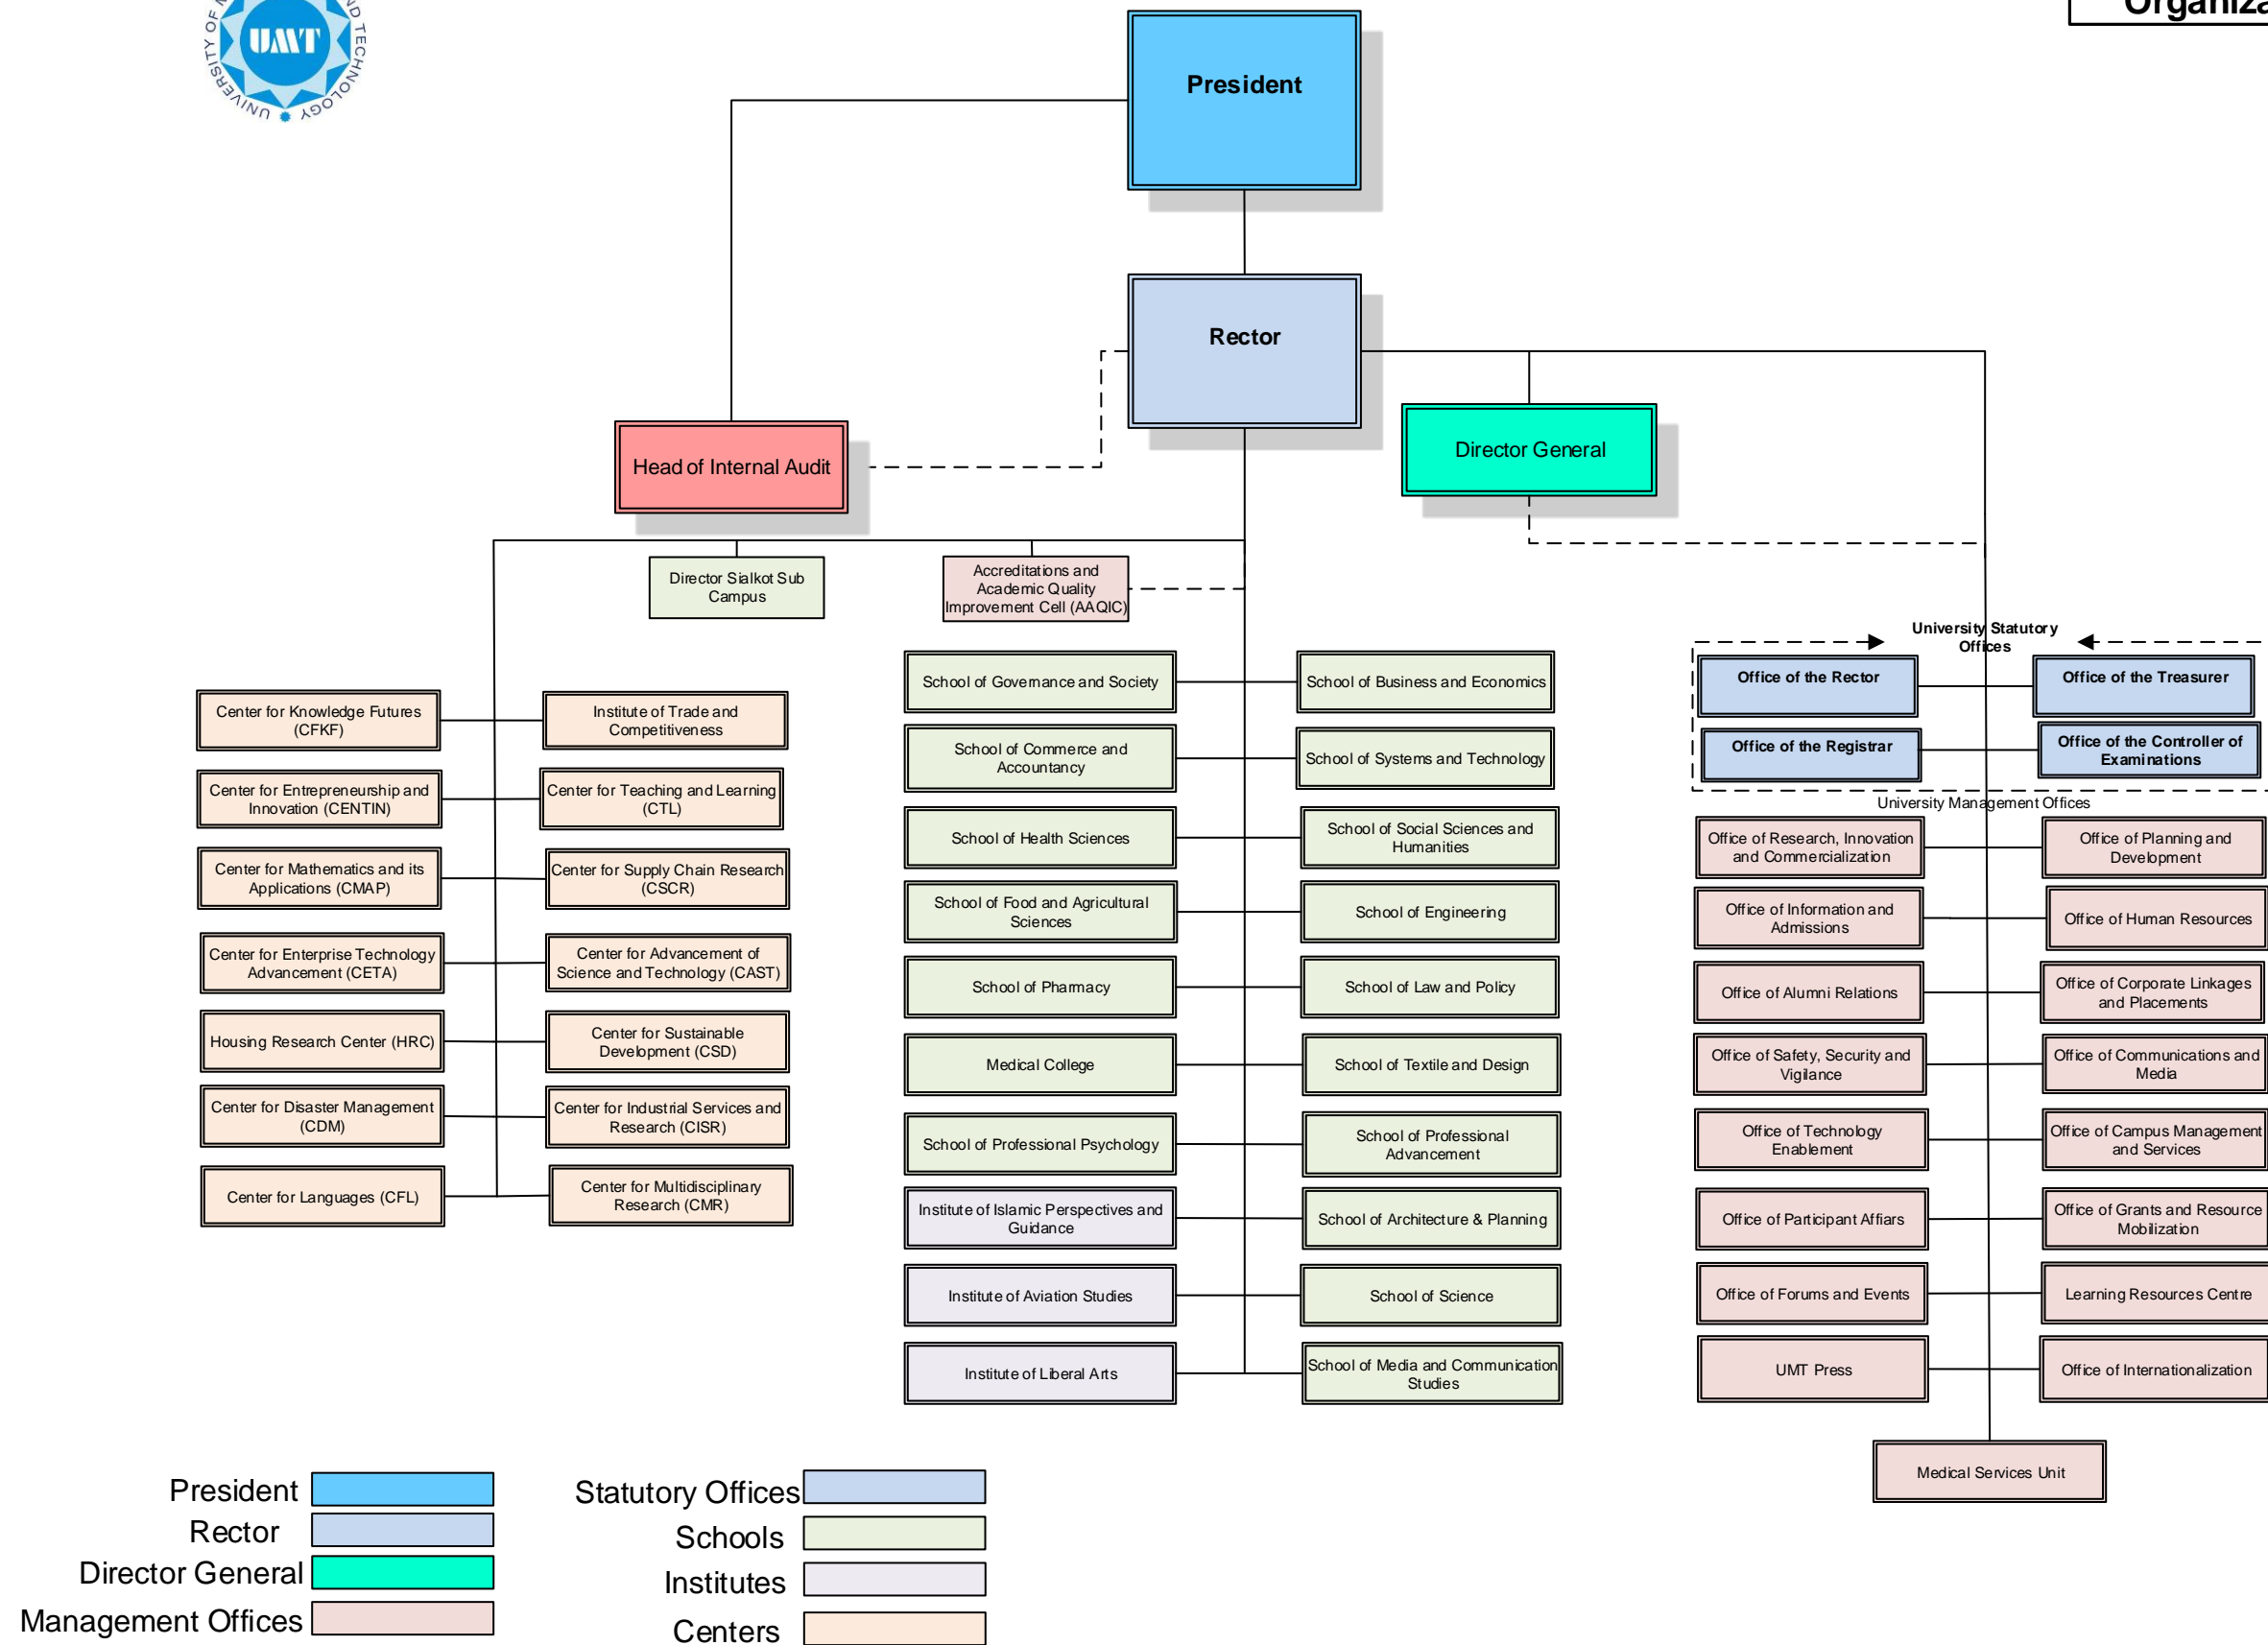 UNIVERSITY OF M
ND TECHNOLOGY
UMT
President
Rector
Head of Internal Audit
Director General
Director Sialkot Sub
Campus
Accreditations and
Academic Quality
Improvement Cell (AAQIC)
Center for Knowledge Futures
(CFKF)
Institute of Trade and
Competitiveness
Center for Entrepreneurship and
Innovation (CENTIN)
Center for Teaching and Learning
(CTL)
Center for Mathematics and its
Applications (CMAP)
Center for Supply Chain Research
(CSCR)
Center for Enterprise Technology
Advancement (CETA)
Center for Advancement of
Science and Technology (CAST)
Housing Research Center (HRC)
Center for Sustainable
Development (CSD)
Center for Disaster Management
(CDM)
Center for Industrial Services and
Research (CISR)
Center for Languages (CFL)
Center for Multidisciplinary
Research (CMR)
School of Governance and Society
School of Business and Economics
School of Commerce and
Accountancy
School of Systems and Technology
School of Health Sciences
School of Social Sciences and
Humanities
School of Food and Agricultural
Sciences
School of Engineering
School of Pharmacy
School of Law and Policy
Medical College
School of Textile and Design
School of Professional Psychology
School of Professional
Advancement
Institute of Islamic Perspectives and
Guidance
School of Architecture & Planning
Institute of Aviation Studies
School of Science
Institute of Liberal Arts
School of Media and Communication
Studies
University Statutory
Offices
Office of the Rector
Office of the Treasurer
Office of the Registrar
Office of the Controller of
Examinations
University Management Offices
Office of Research, Innovation
and Commercialization
Office of Planning and
Development
Office of Information and
Admissions
Office of Human Resources
Office of Alumni Relations
Office of Corporate Linkages
and Placements
Office of Safety, Security and
Vigilance
Office of Communications and
Media
Office of Technology
Enablement
Office of Campus Management
and Services
Office of Participant Affiars
Office of Grants and Resource
Mobilization
Office of Forums and Events
Learning Resources Centre
UMT Press
Office of Internationalization
Medical Services Unit
President
Rector
Director General
Management Offices
Statutory Offices
Schools
Institutes
Centers